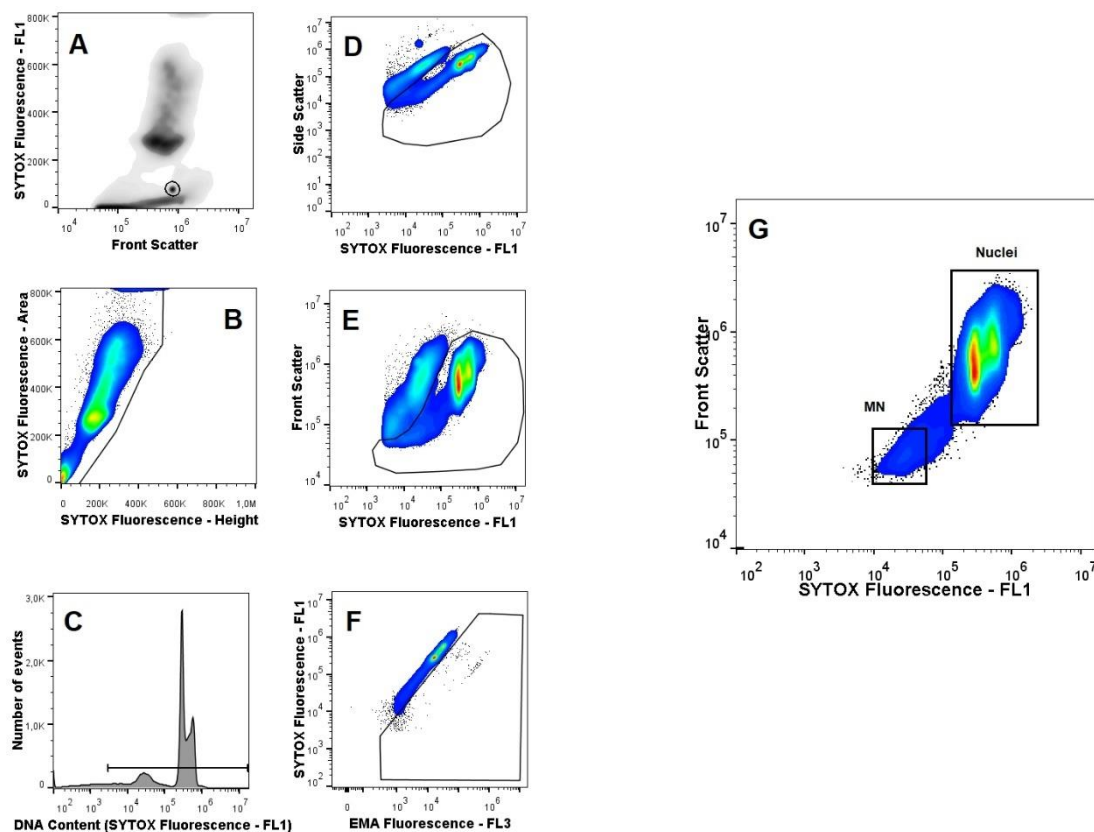 A
SYTOX Fluorescence - FL1
800K
600K
400K
200K
0
10^4 10^5 10^6 10^7
Front Scatter
D
Side Scatter
10^7
10^6
10^5
10^4
10^3
10^2
10^1
10^0
10^2 10^3 10^4 10^5 10^6 10^7
SYTOX Fluorescence - FL1
B
SYTOX Fluorescence - Area
800K
600K
400K
200K
0
0 200K 400K 600K 800K 1,0M
SYTOX Fluorescence - Height
E
Front Scatter
10^7
10^6
10^5
10^4
10^2 10^3 10^4 10^5 10^6 10^7
SYTOX Fluorescence - FL1
C
Number of events
3,0K
2,0K
1,0K
0
10^2 10^3 10^4 10^5 10^6 10^7
DNA Content (SYTOX Fluorescence - FL1)
F
SYTOX Fluorescence - FL1
10^7
10^6
10^5
10^4
10^3
10^2
10^3 10^4 10^5 10^6
EMA Fluorescence - FL3
G
Nuclei
MN
Front Scatter
10^7
10^6
10^5
10^4
10^2 10^3 10^4 10^5 10^6 10^7
SYTOX Fluorescence - FL1